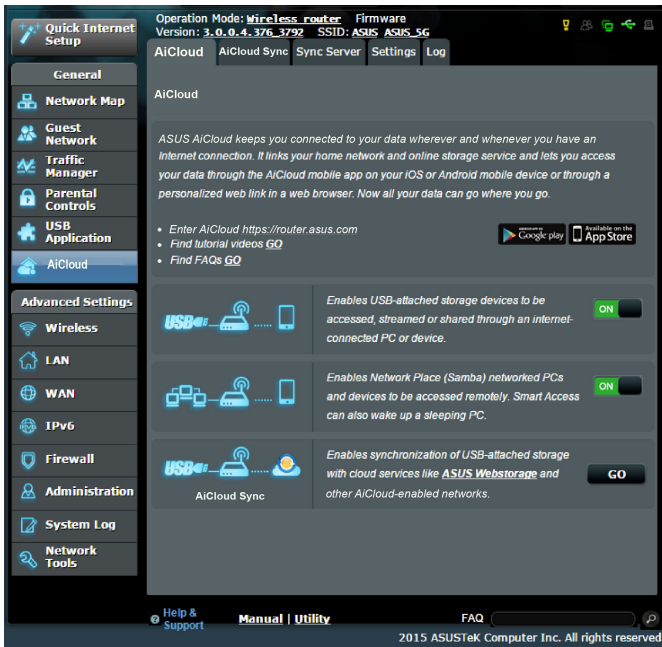 Quick Internet
Setup
Operation Mode: Wireless router Firmware
Version: 3.0.0.4.376_3792 SSID: ASUS ASUS_5G
AiCloud AiCloud Sync Sync Server Settings Log
General
Network Map
Guest
Network
Traffic
Manager
Parental
Controls
USB
Application
AiCloud
Advanced Settings
Wireless
LAN
WAN
IPv6
Firewall
Administration
System Log
Network
Tools
AiCloud
ASUS AiCloud keeps you connected to your data wherever and whenever you have an
Internet connection. It links your home network and online storage service and lets you access
your data through the AiCloud mobile app on your iOS or Android mobile device or through a
personalized web link in a web browser. Now all your data can go where you go.
• Enter AiCloud https://router.asus.com
• Find tutorial videos GO
• Find FAQs GO
Google play
Available on the
App Store
USB
Enables USB-attached storage devices to be
accessed, streamed or shared through an internet-
connected PC or device.
ON
Enables Network Place (Samba) networked PCs
and devices to be accessed remotely. Smart Access
can also wake up a sleeping PC.
ON
USB
AiCloud Sync
Enables synchronization of USB-attached storage
with cloud services like ASUS Webstorage and
other AiCloud-enabled networks.
GO
Help &
Support
Manual | Utility
FAQ
2015 ASUSTeK Computer Inc. All rights reserved